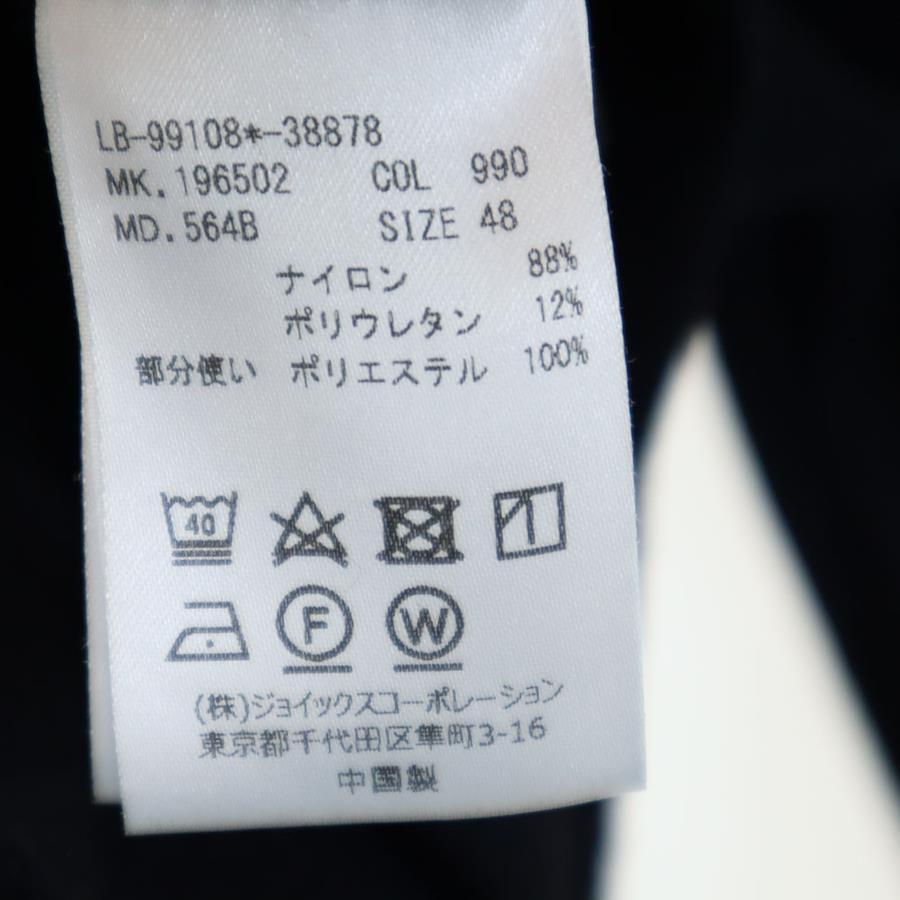 LB-99108*-38878
MK.196502 COL 990
MD.564B SIZE 48
ナイロン 88%
ポリウレタン 12%
部分使い ポリエステル 100%
40
F W
(株)ジョイックスコーポレーション
東京都千代田区隼町3-16
中国製